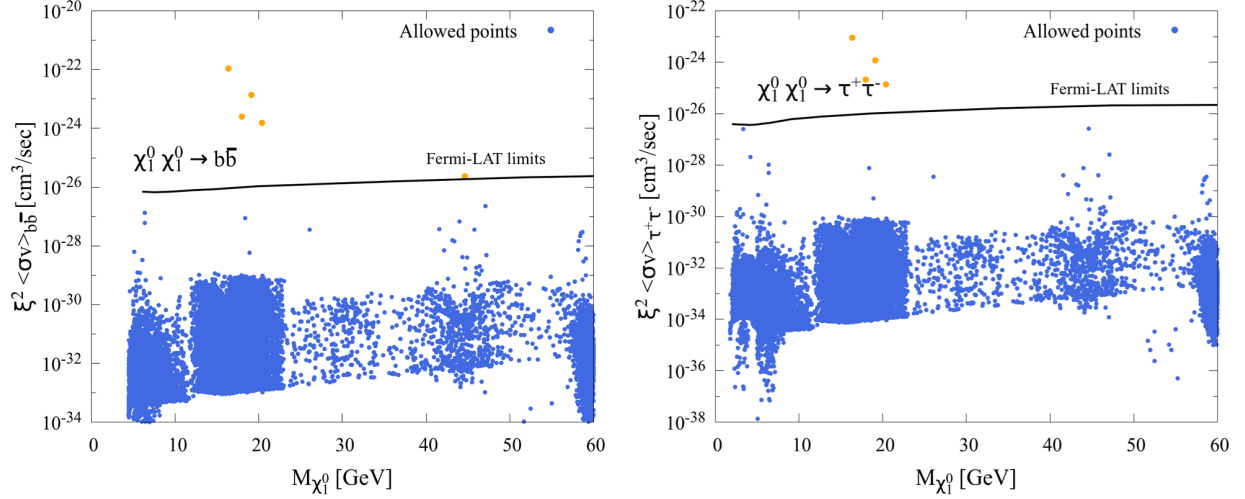 10⁻²⁰
10⁻²²
10⁻²⁴
10⁻²⁶
10⁻²⁸
10⁻³⁰
10⁻³²
10⁻³⁴
ξ² <σv>bb̅ [cm³/sec]
Allowed points
χ₁⁰ χ₁⁰ → bb̅
Fermi-LAT limits
0 10 20 30 40 50 60
Mχ₁⁰ [GeV]
10⁻²²
10⁻²⁴
10⁻²⁶
10⁻²⁸
10⁻³⁰
10⁻³²
10⁻³⁴
10⁻³⁶
10⁻³⁸
ξ² <σv>τ⁺τ⁻ [cm³/sec]
Allowed points
χ₁⁰ χ₁⁰ → τ⁺τ⁻
Fermi-LAT limits
0 10 20 30 40 50 60
Mχ₁⁰ [GeV]